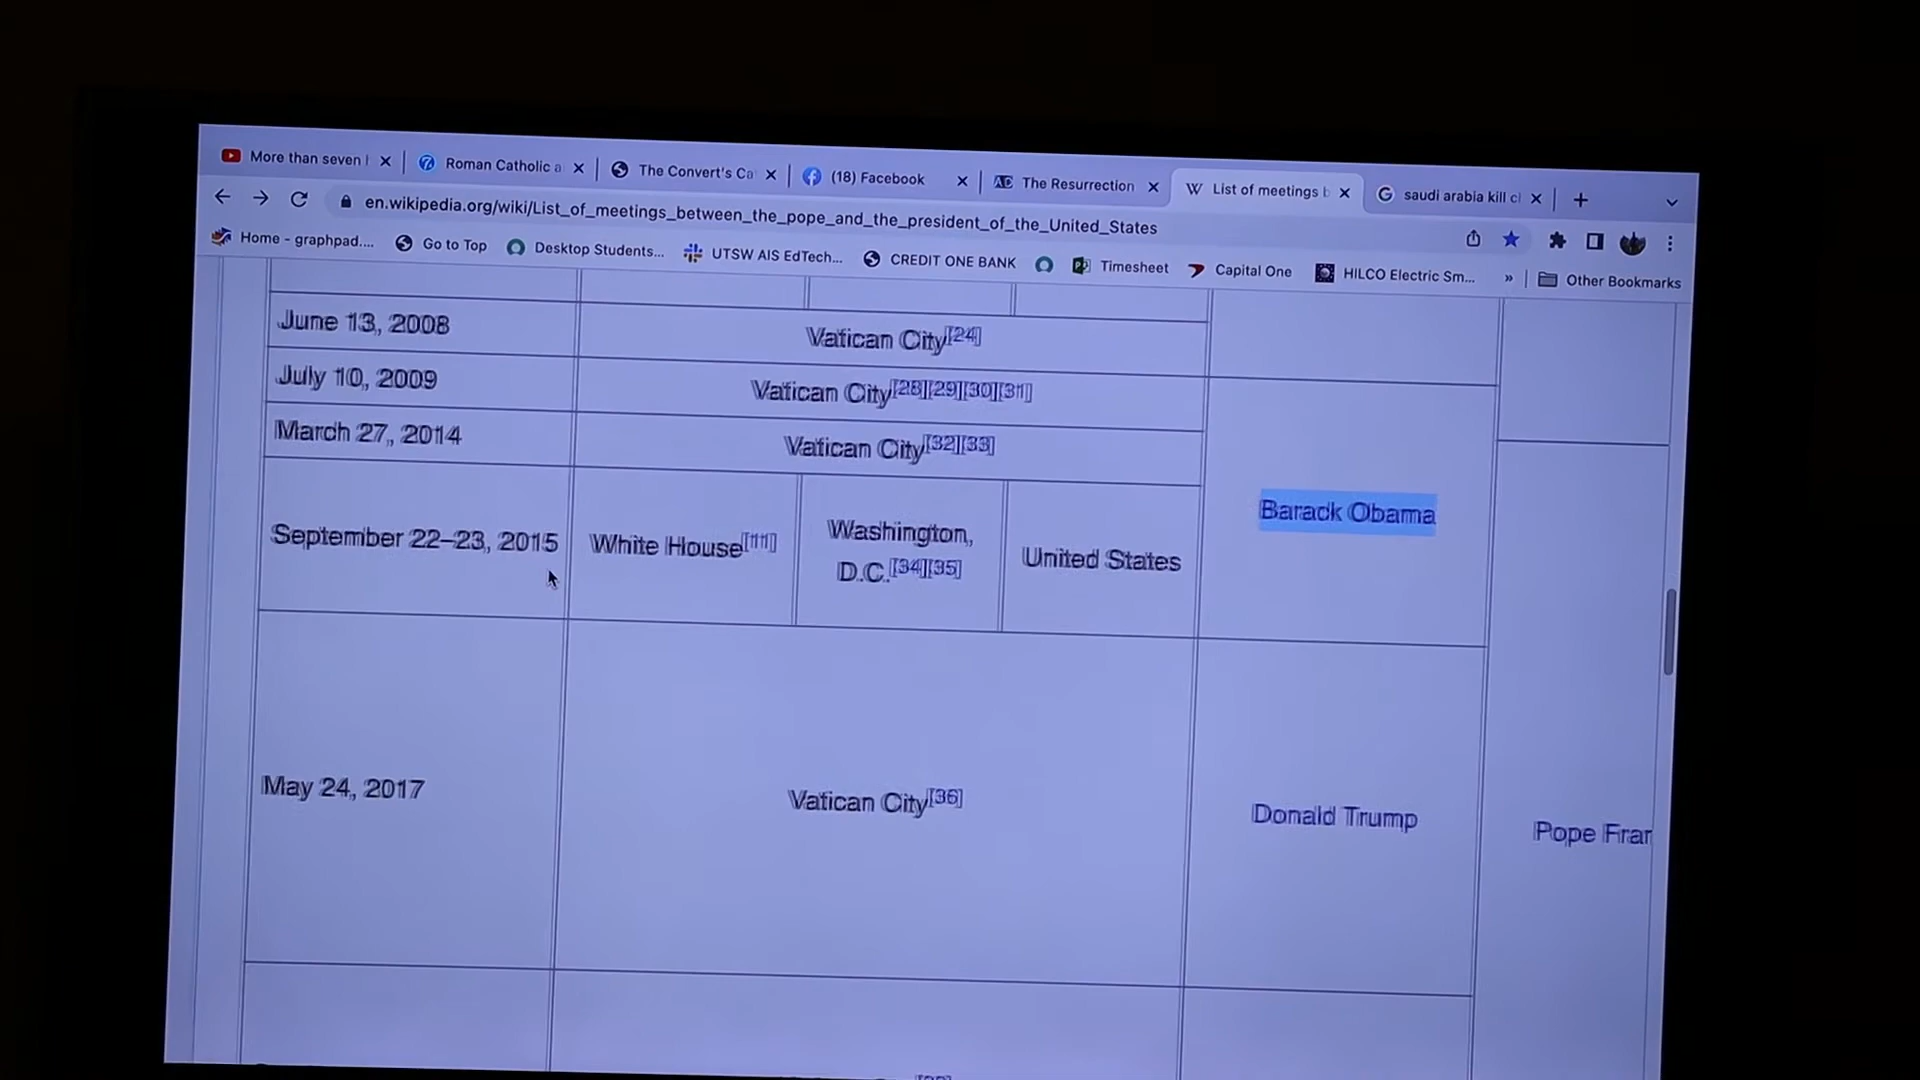 More than seven
Roman Catholic a
The Convert's Ca
(18) Facebook
The Resurrection
List of meetings b
saudi arabia kill
en.wikipedia.org/wiki/List_of_meetings_between_the_pope_and_the_president_of_the_United_States
Home - graphpad....
Go to Top
Desktop Students...
UTSW AIS EdTech...
CREDIT ONE BANK
Timesheet
Capital One
HILCO Electric Sm...
»
Other Bookmarks
June 13, 2008
Vatican City[24]
July 10, 2009
Vatican City[28][29][30][31]
March 27, 2014
Vatican City[32][33]
Barack Obama
September 22–23, 2015
White House[11]
Washington,
D.C.[34][35]
United States
May 24, 2017
Vatican City[36]
Donald Trump
Pope Fran